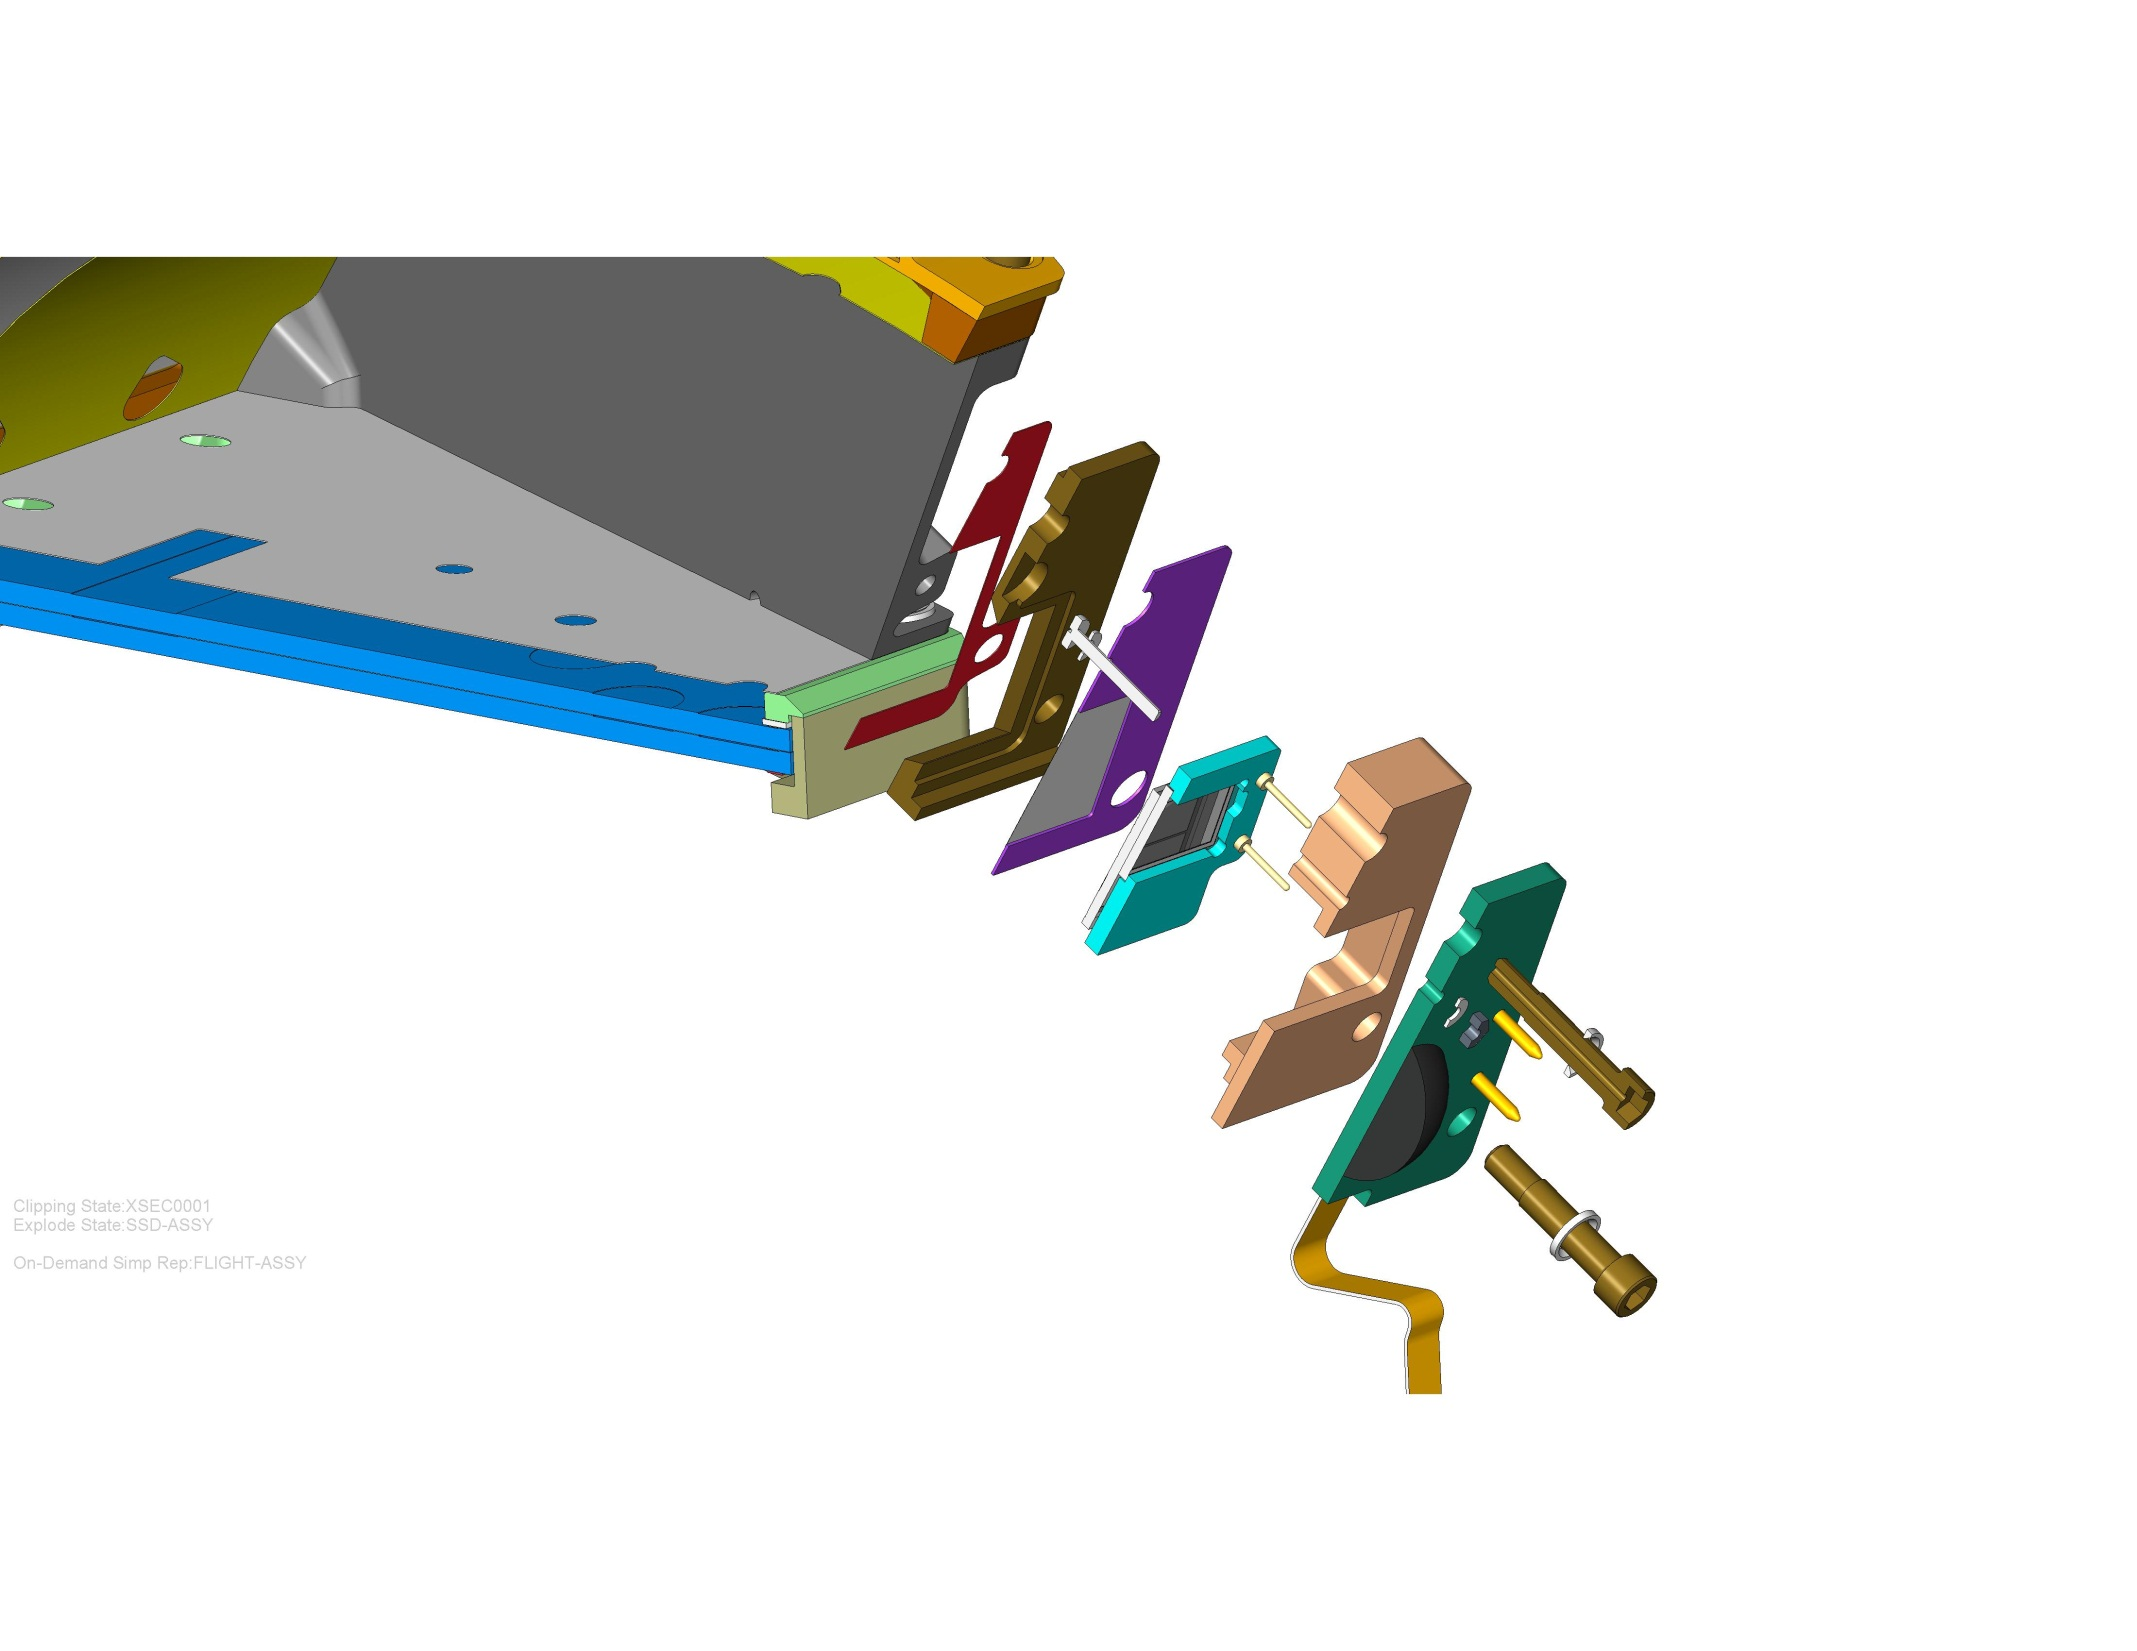 Clipping State:XSEC0001
Explode State:SSD-ASSY
On-Demand Simp Rep:FLIGHT-ASSY